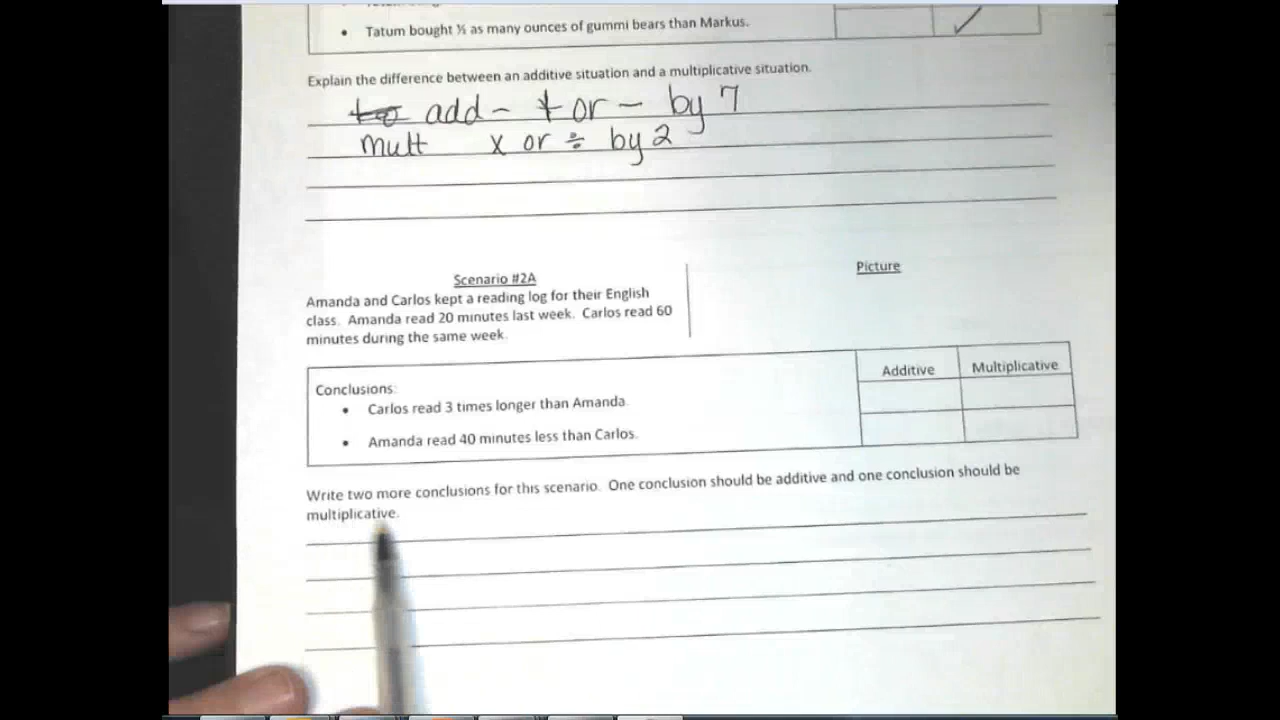 • Tatum bought ⅓ as many ounces of gummi bears than Markus.
Explain the difference between an additive situation and a multiplicative situation.
add - + or - by 7
mult x or ÷ by 2
Scenario #2A
Picture
Amanda and Carlos kept a reading log for their English
class. Amanda read 20 minutes last week. Carlos read 60
minutes during the same week.
Additive Multiplicative
Conclusions:
• Carlos read 3 times longer than Amanda.
• Amanda read 40 minutes less than Carlos.
Write two more conclusions for this scenario. One conclusion should be additive and one conclusion should be
multiplicative.